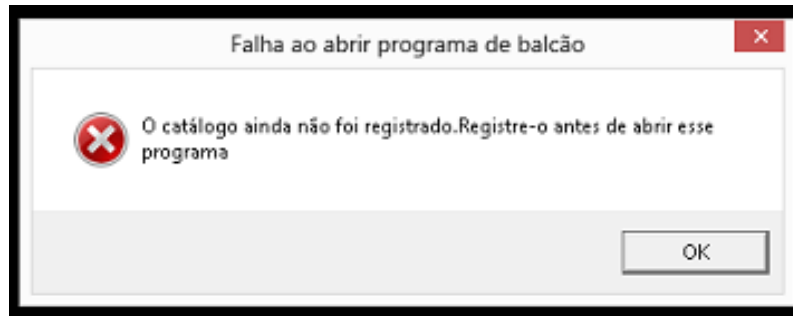 Falha ao abrir programa de balcão
O catálogo ainda não foi registrado.Registre-o antes de abrir esse
programa
OK